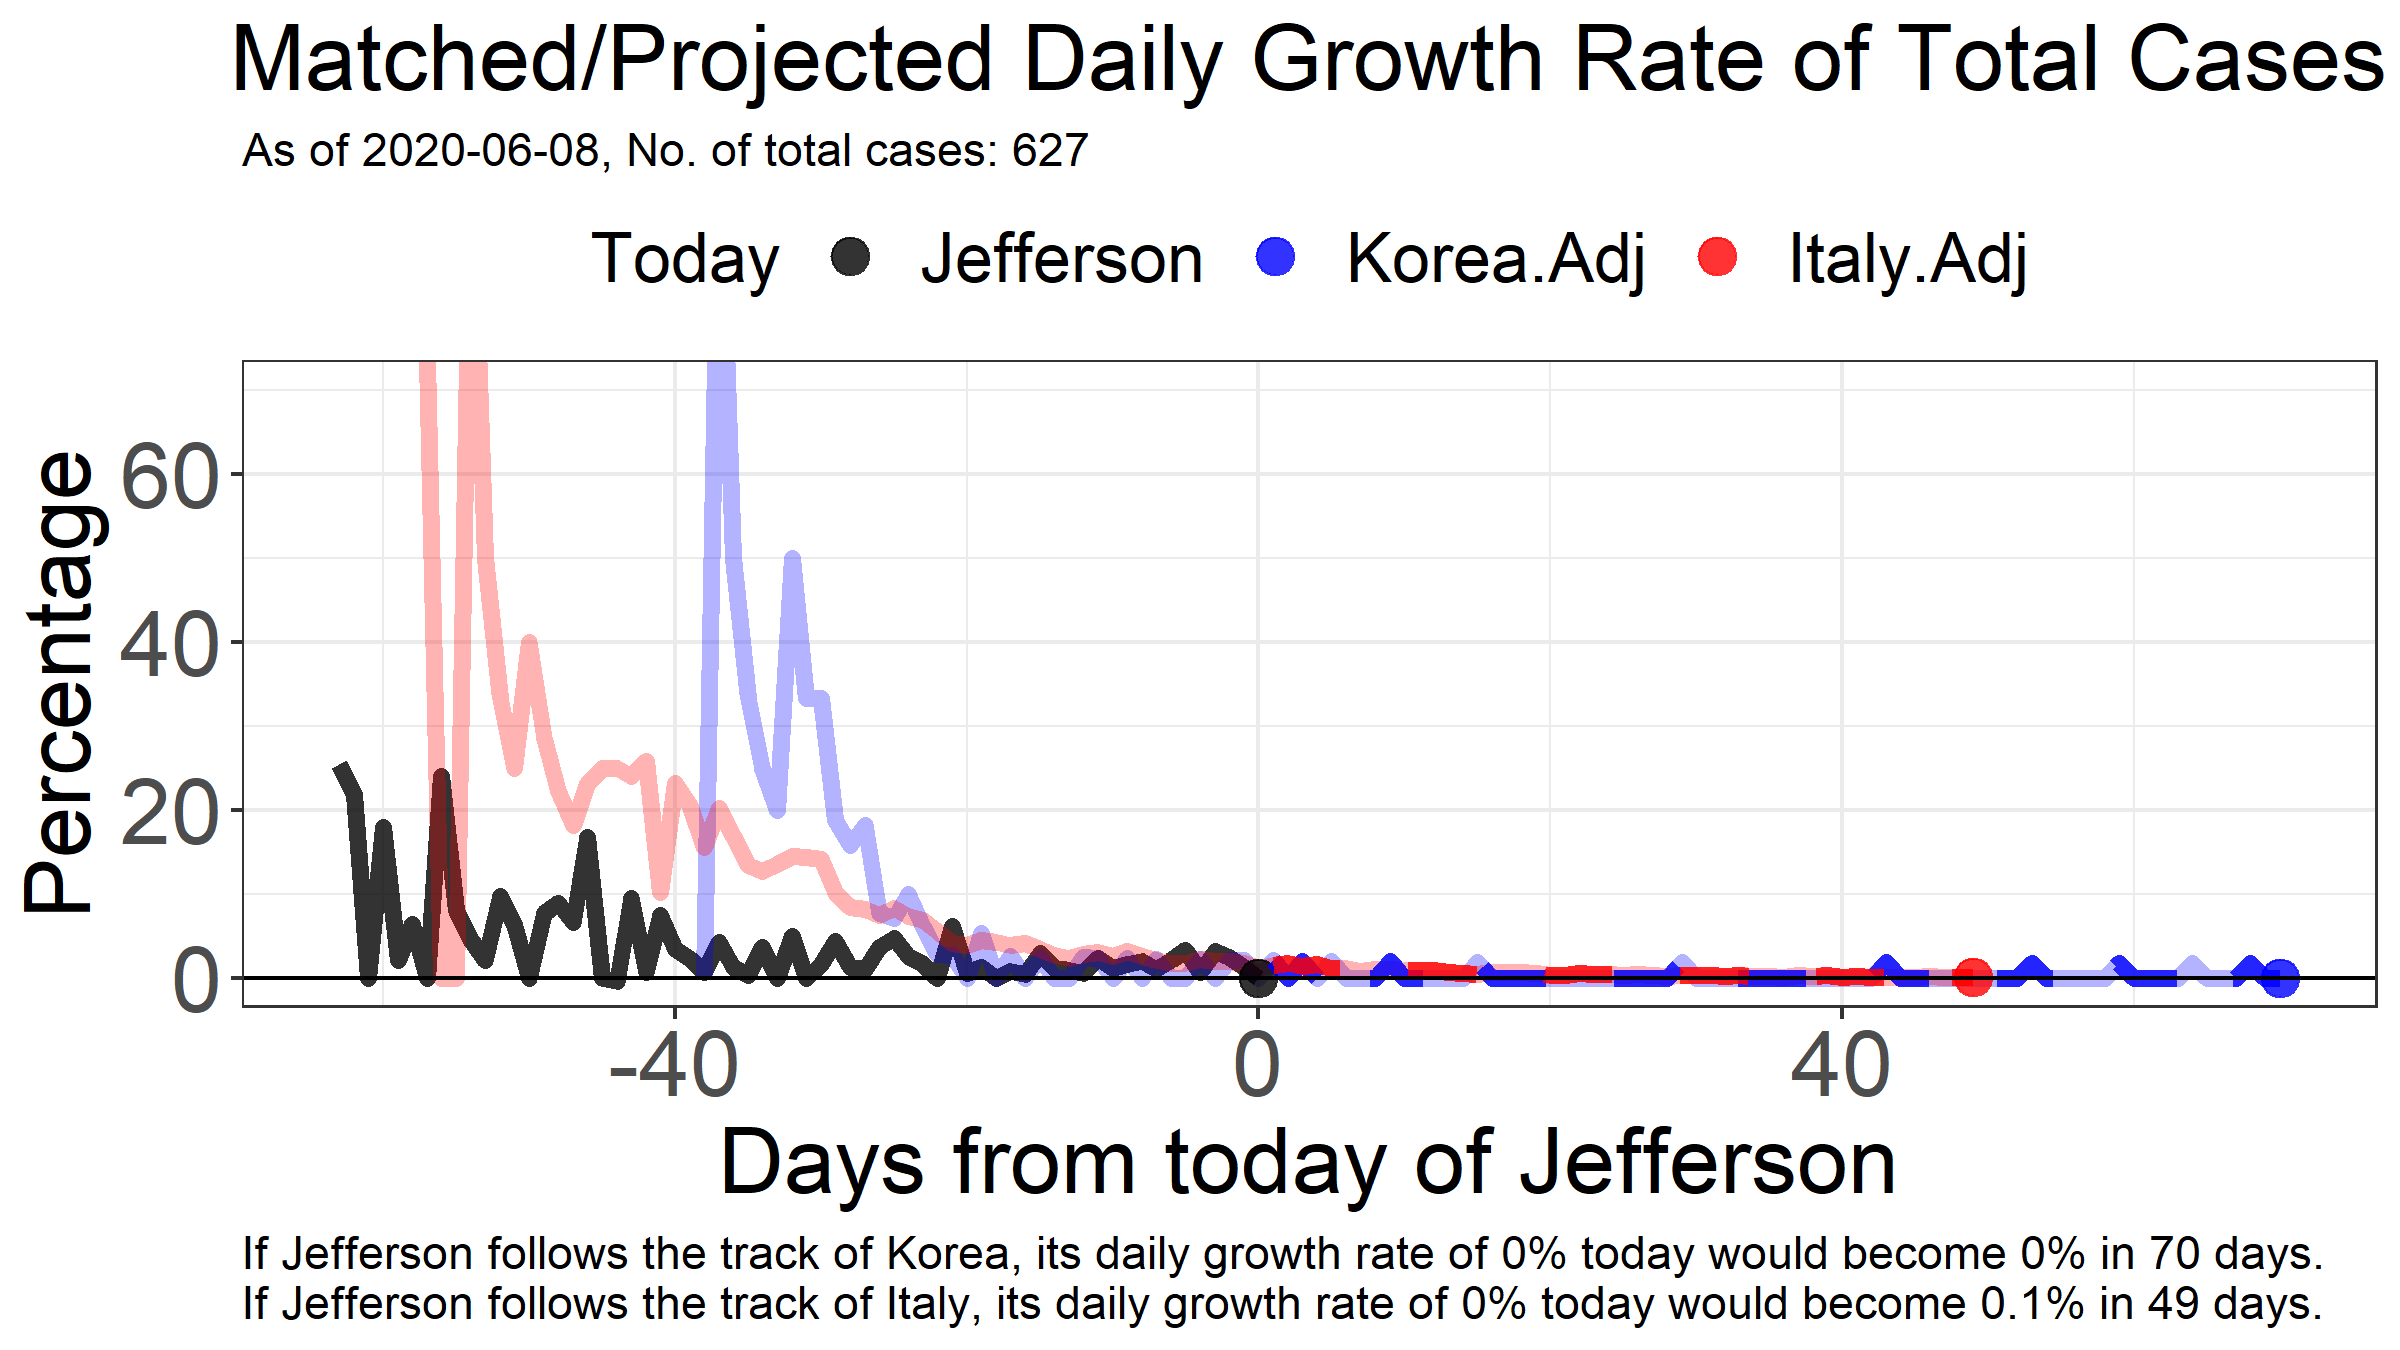 Matched/Projected Daily Growth Rate of Total Cases
As of 2020-06-08, No. of total cases: 627
Today Jefferson Korea.Adj Italy.Adj
Percentage
60
40
20
0
-40 0 40
Days from today of Jefferson
If Jefferson follows the track of Korea, its daily growth rate of 0% today would become 0% in 70 days.
If Jefferson follows the track of Italy, its daily growth rate of 0% today would become 0.1% in 49 days.